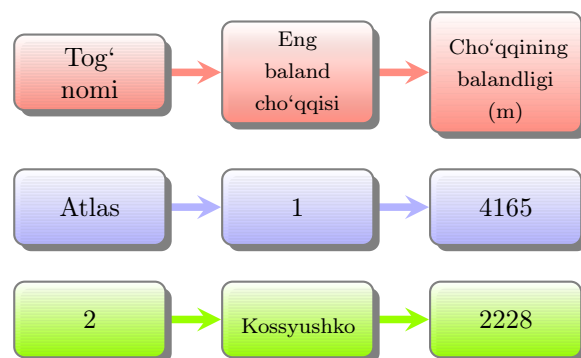 Tog‘
nomi
Eng
baland
cho‘qqisi
Cho‘qqining
balandligi
(m)
Atlas
1
4165
2
Kossyushko
2228